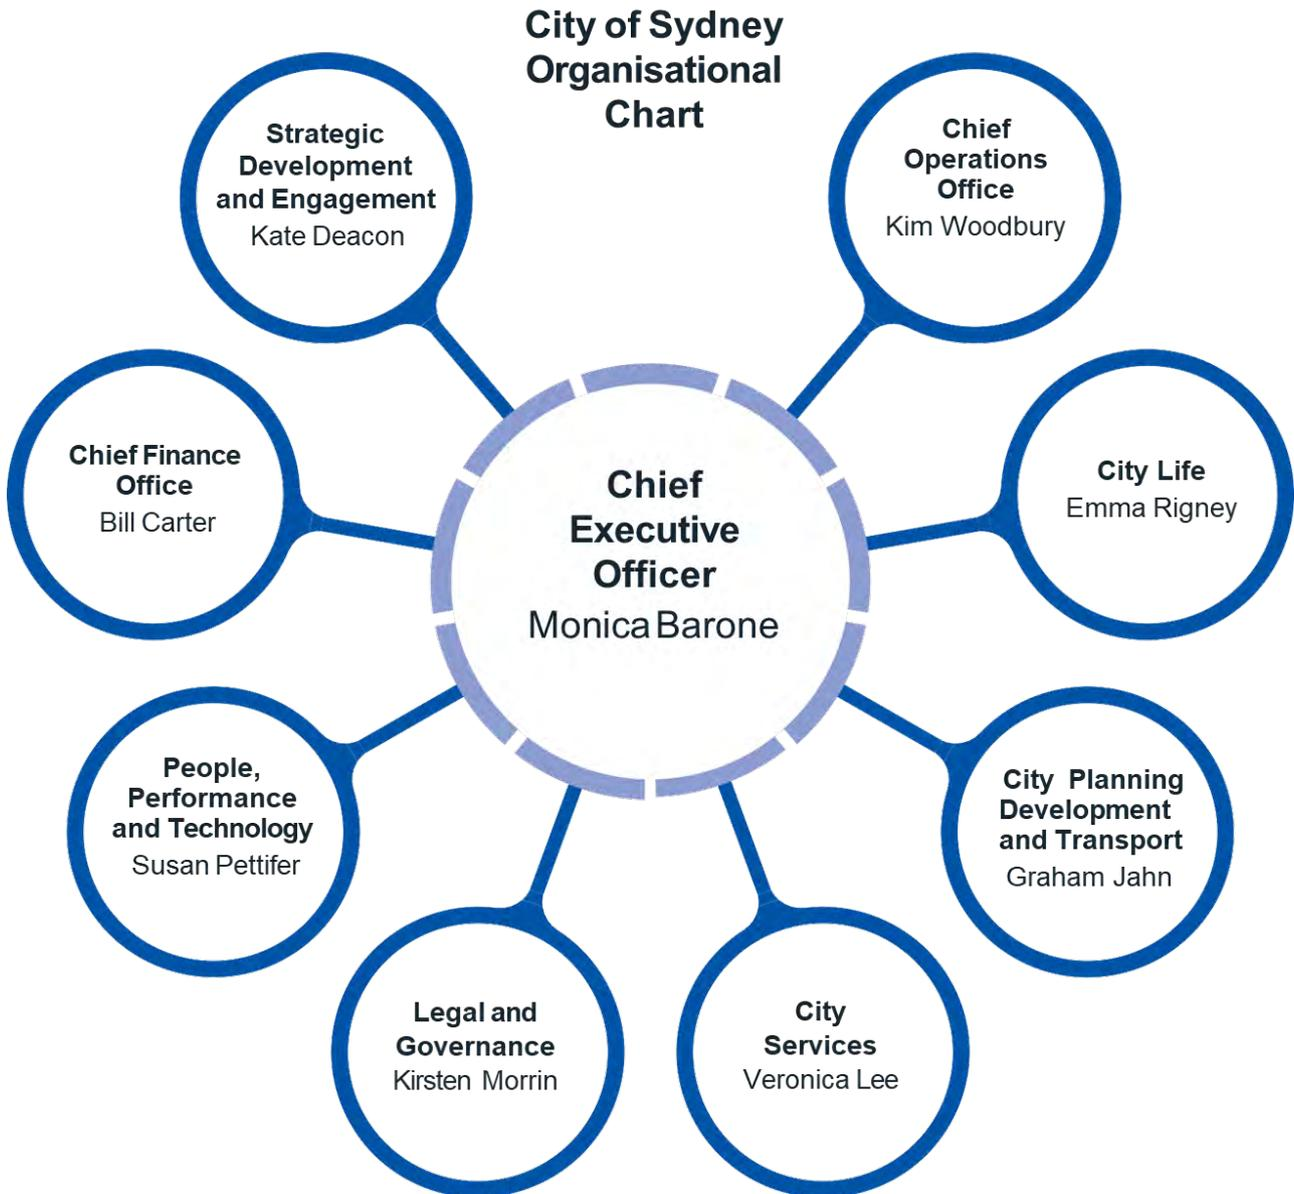 City of Sydney
Organisational
Chart
Strategic
Development
and Engagement
Kate Deacon
Chief
Operations
Office
Kim Woodbury
Chief Finance
Office
Bill Carter
City Life
Emma Rigney
Chief
Executive
Officer
Monica Barone
People,
Performance
and Technology
Susan Pettifer
City Planning
Development
and Transport
Graham Jahn
Legal and
Governance
Kirsten Morrin
City
Services
Veronica Lee